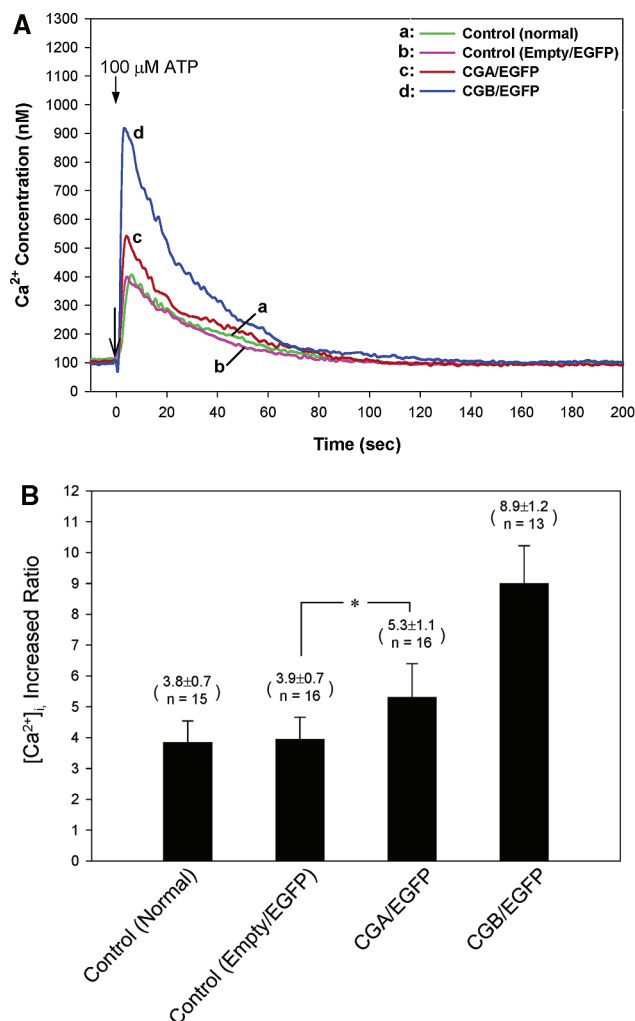 A
a: Control (normal)
b: Control (Empty/EGFP)
c: CGA/EGFP
d: CGB/EGFP
100 μM ATP
d
c
a
b
Ca2+ Concentration (nM)
1300
1200
1100
1000
900
800
700
600
500
400
300
200
100
0
0 20 40 60 80 100 120 140 160 180 200
Time (sec)
B
[Ca2+]i, Increased Ratio
12
11
10
9
8
7
6
5
4
3
2
1
0
(3.8±0.7
n = 15)
(3.9±0.7
n = 16)
*
(5.3±1.1
n = 16)
(8.9±1.2
n = 13)
Control (Normal)
Control (Empty/EGFP)
CGA/EGFP
CGB/EGFP